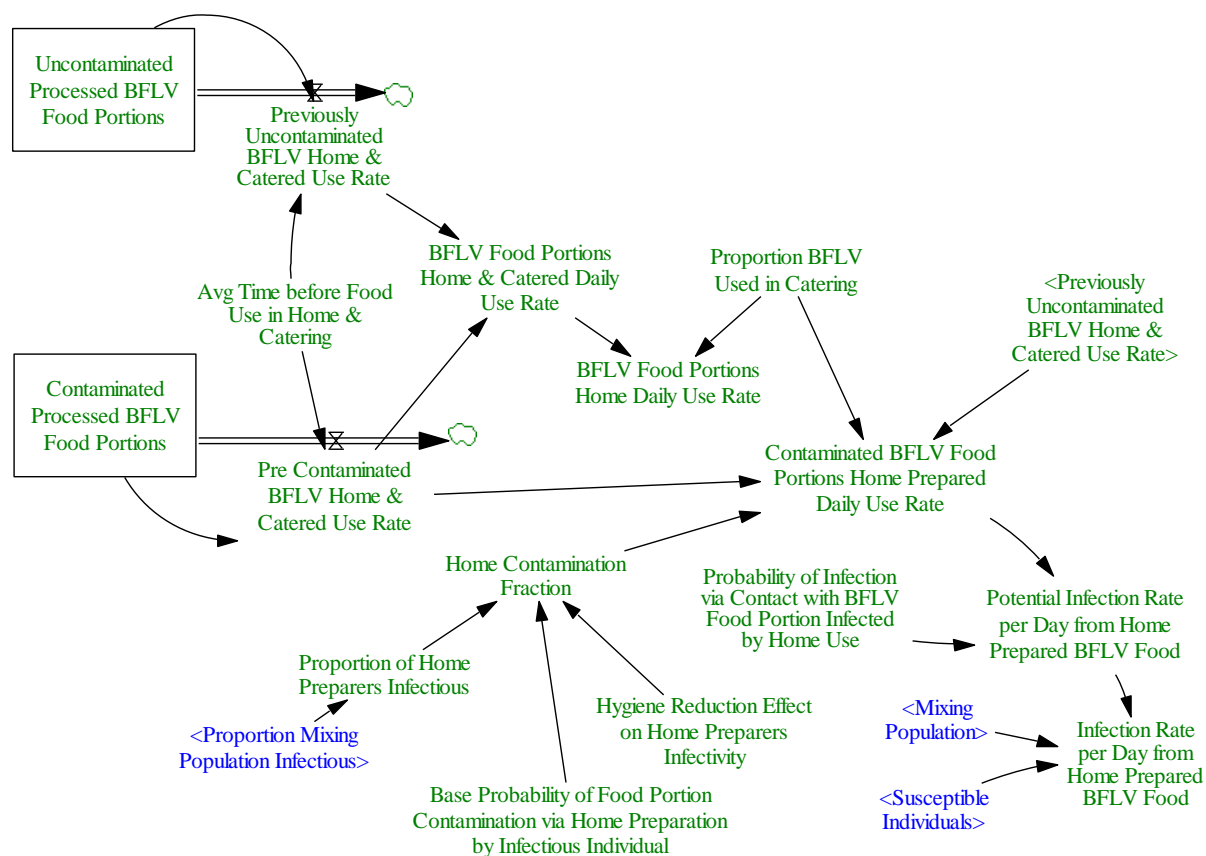 Uncontaminated
Processed BFLV
Food Portions
Previously
Uncontaminated
BFLV Home &
Catered Use Rate
BFLV Food Portions
Home & Catered Daily
Use Rate
Proportion BFLV
Used in Catering
<Previously
Uncontaminated
BFLV Home &
Catered Use Rate>
Avg Time before Food
Use in Home &
Catering
BFLV Food Portions
Home Daily Use Rate
Contaminated
Processed BFLV
Food Portions
Pre Contaminated
BFLV Home &
Catered Use Rate
Contaminated BFLV Food
Portions Home Prepared
Daily Use Rate
Home Contamination
Fraction
Probability of Infection
via Contact with BFLV
Food Portion Infected
by Home Use
Potential Infection Rate
per Day from Home
Prepared BFLV Food
Proportion of Home
Preparers Infectious
<Proportion Mixing
Population Infectious>
Hygiene Reduction Effect
on Home Preparers
Infectivity
<Mixing
Population>
Infection Rate
per Day from
Home Prepared
BFLV Food
<Susceptible
Individuals>
Base Probability of Food Portion
Contamination via Home Preparation
by Infectious Individual